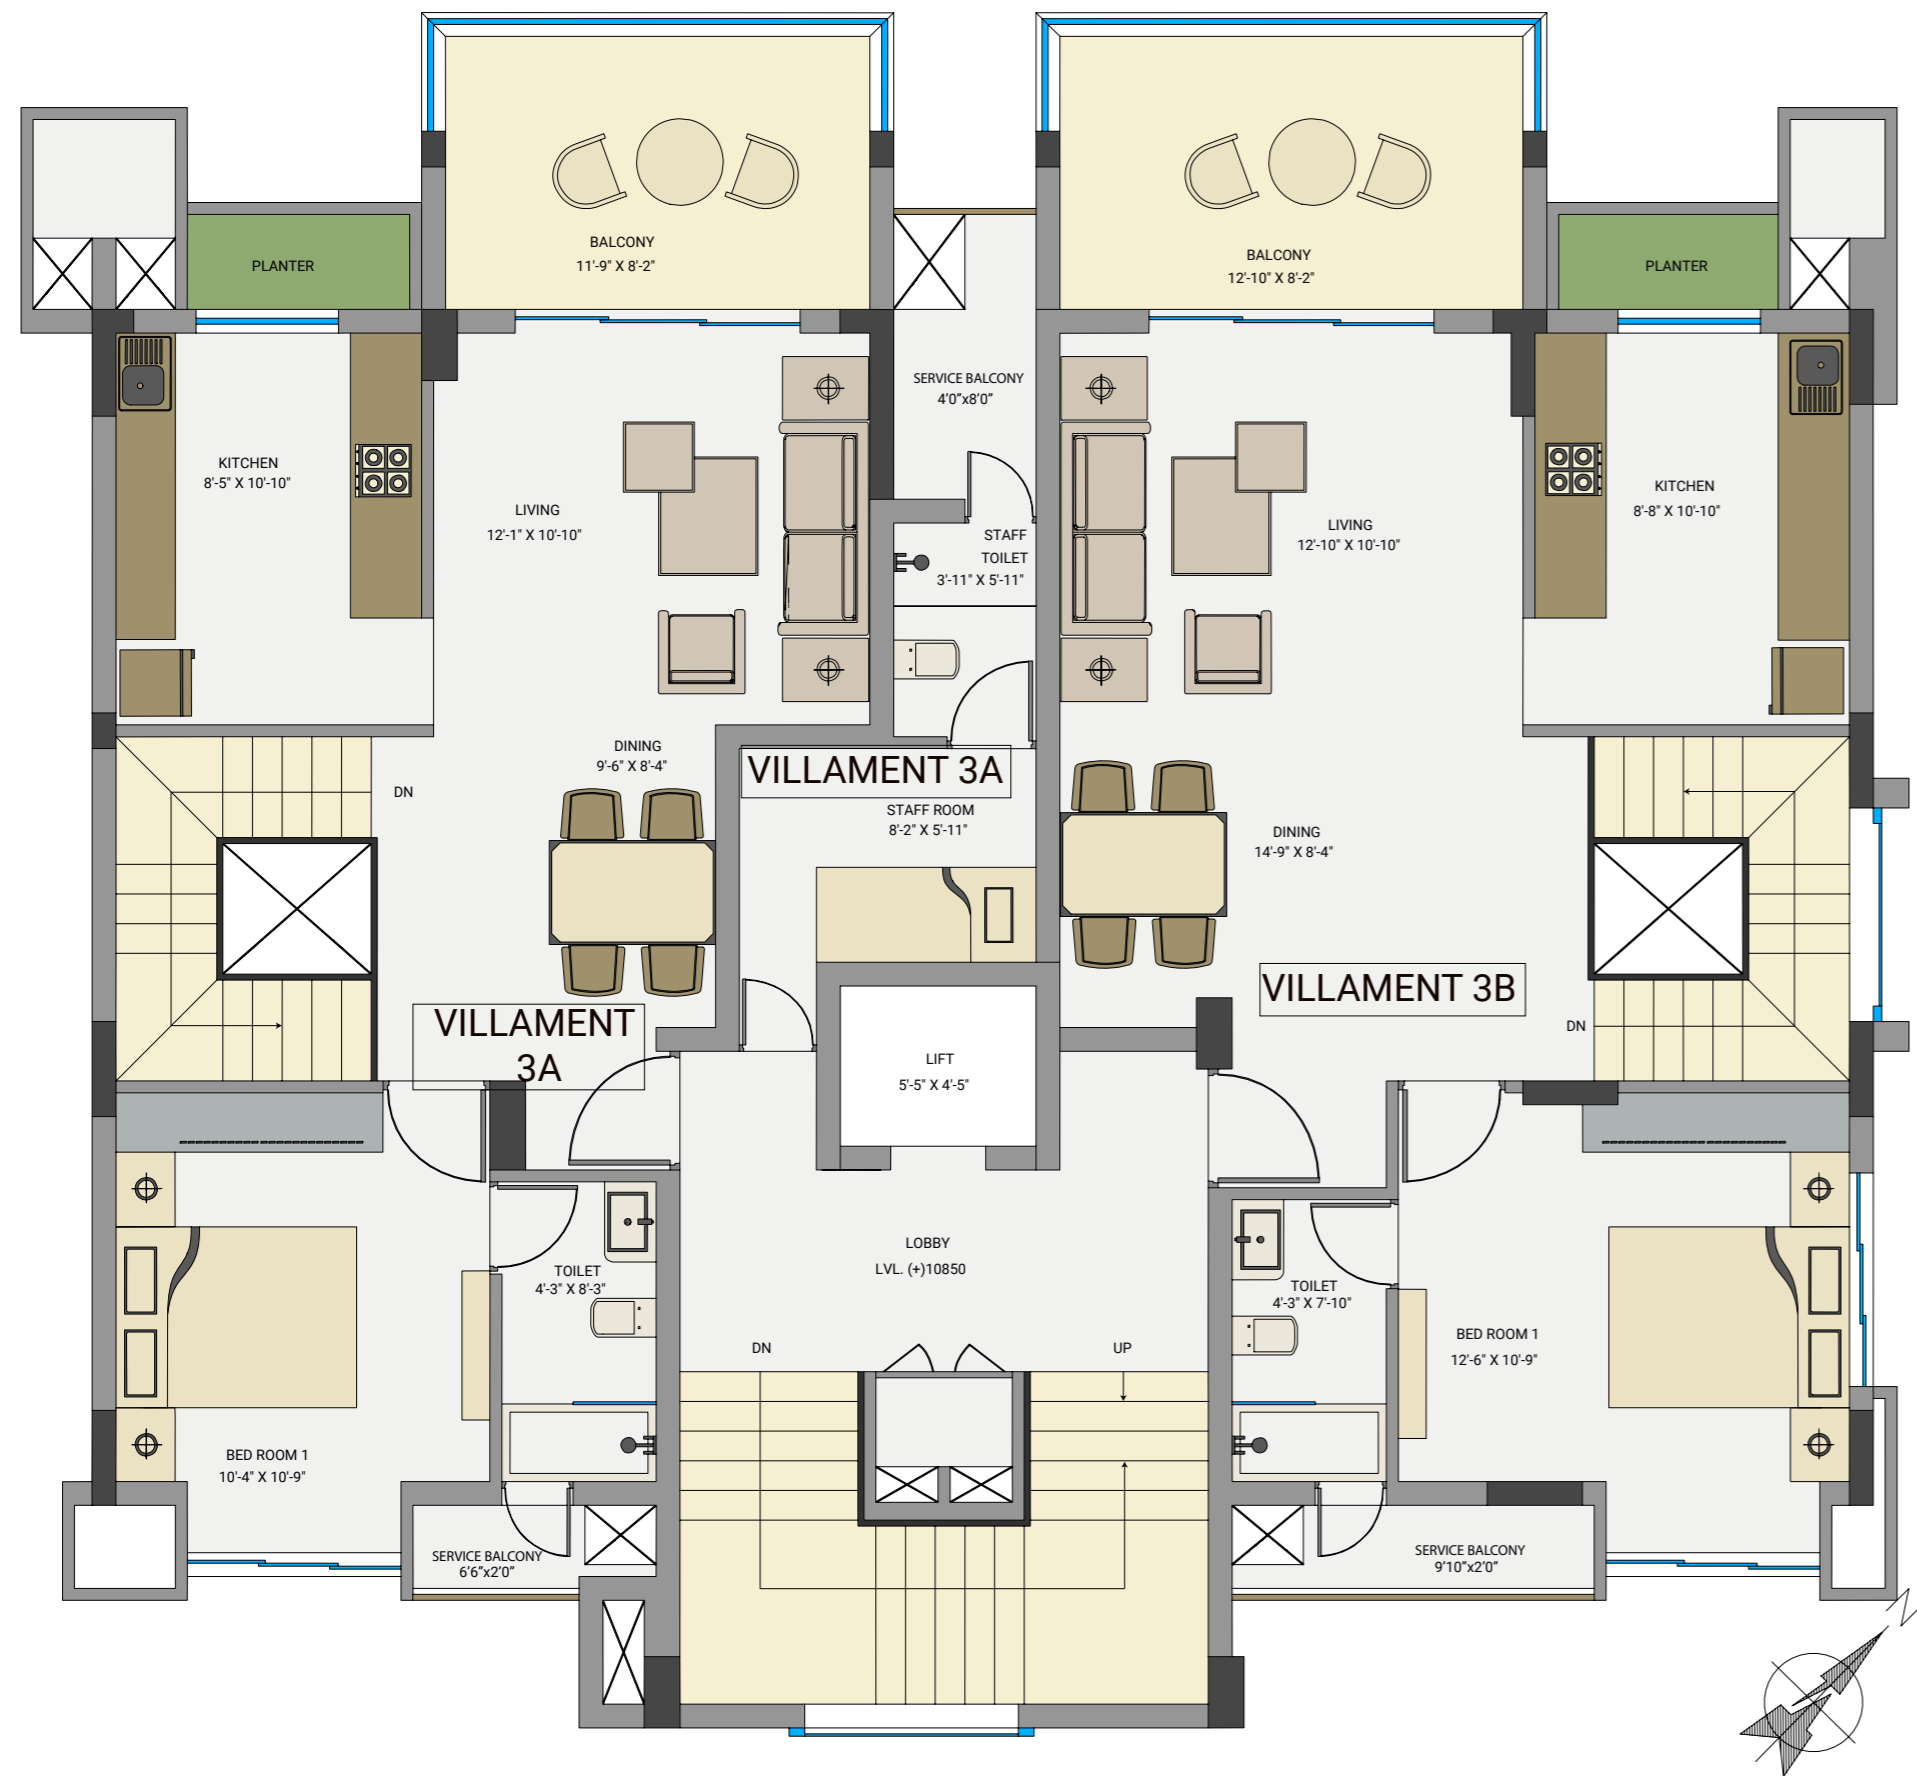 BALCONY
11'-9" X 8'-2"
BALCONY
12'-10" X 8'-2"
PLANTER
PLANTER
SERVICE BALCONY
4'0"x8'0"
KITCHEN
8'-5" X 10'-10"
LIVING
12'-1" X 10'-10"
STAFF
TOILET
3'-11" X 5'-11"
LIVING
12'-10" X 10'-10"
KITCHEN
8'-8" X 10'-10"
DINING
9'-6" X 8'-4"
DN
VILLAMENT 3A
STAFF ROOM
8'-2" X 5'-11"
DINING
14'-9" X 8'-4"
VILLAMENT 3B
DN
VILLAMENT
3A
LIFT
5'-5" X 4'-5"
LOBBY
LVL. (+)10850
TOILET
4'-3" X 8'-3"
TOILET
4'-3" X 7'-10"
DN
UP
BED ROOM 1
12'-6" X 10'-9"
BED ROOM 1
10'-4" X 10'-9"
SERVICE BALCONY
6'6"x2'0"
SERVICE BALCONY
9'10"x2'0"
N